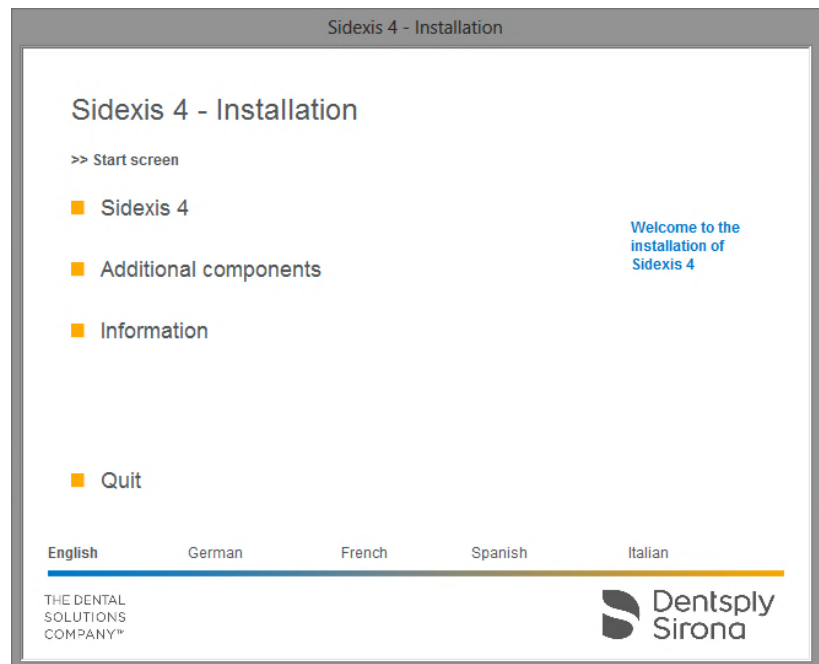 Sidexis 4 - Installation
Sidexis 4 - Installation
>> Start screen
Sidexis 4
Additional components
Information
Welcome to the
installation of
Sidexis 4
Quit
English German French Spanish Italian
THE DENTAL
SOLUTIONS
COMPANY™
Dentsply
Sirona